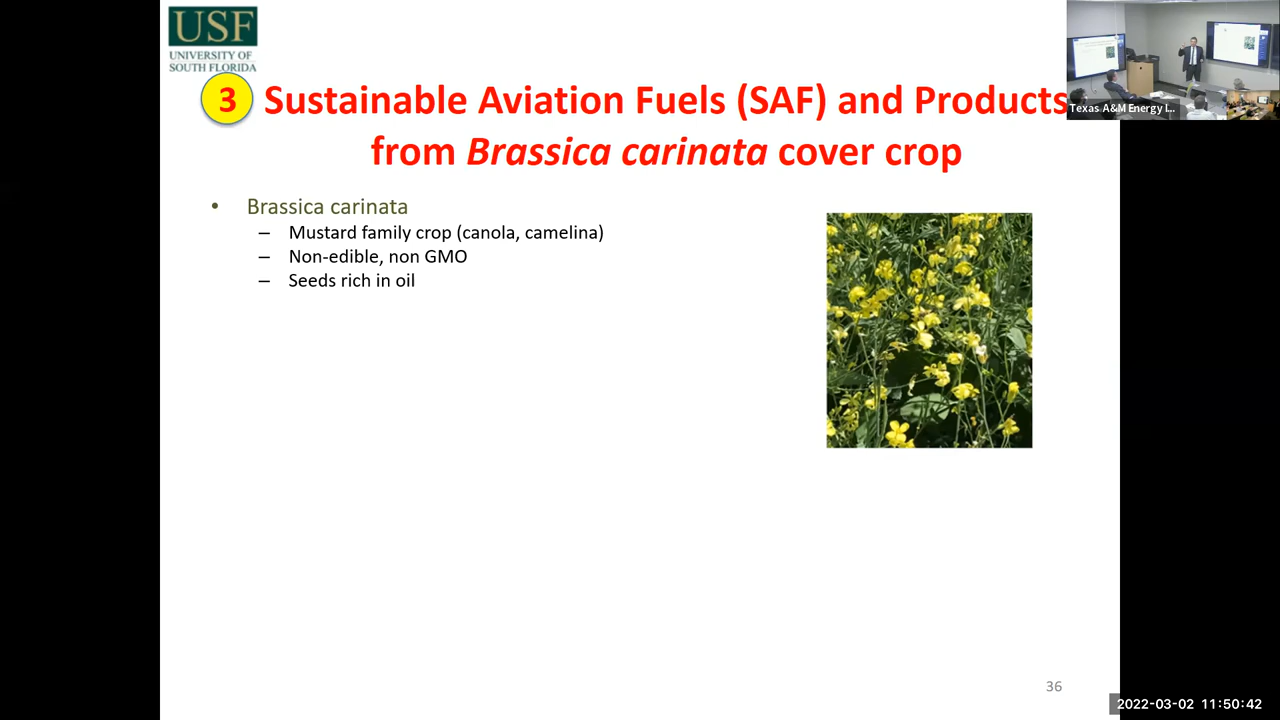 USF
UNIVERSITY OF
SOUTH FLORIDA
3 Sustainable Aviation Fuels (SAF) and Products
from Brassica carinata cover crop
Texas A&M Energy I...
• Brassica carinata
– Mustard family crop (canola, camelina)
– Non-edible, non GMO
– Seeds rich in oil
36
2022-03-02 11:50:42